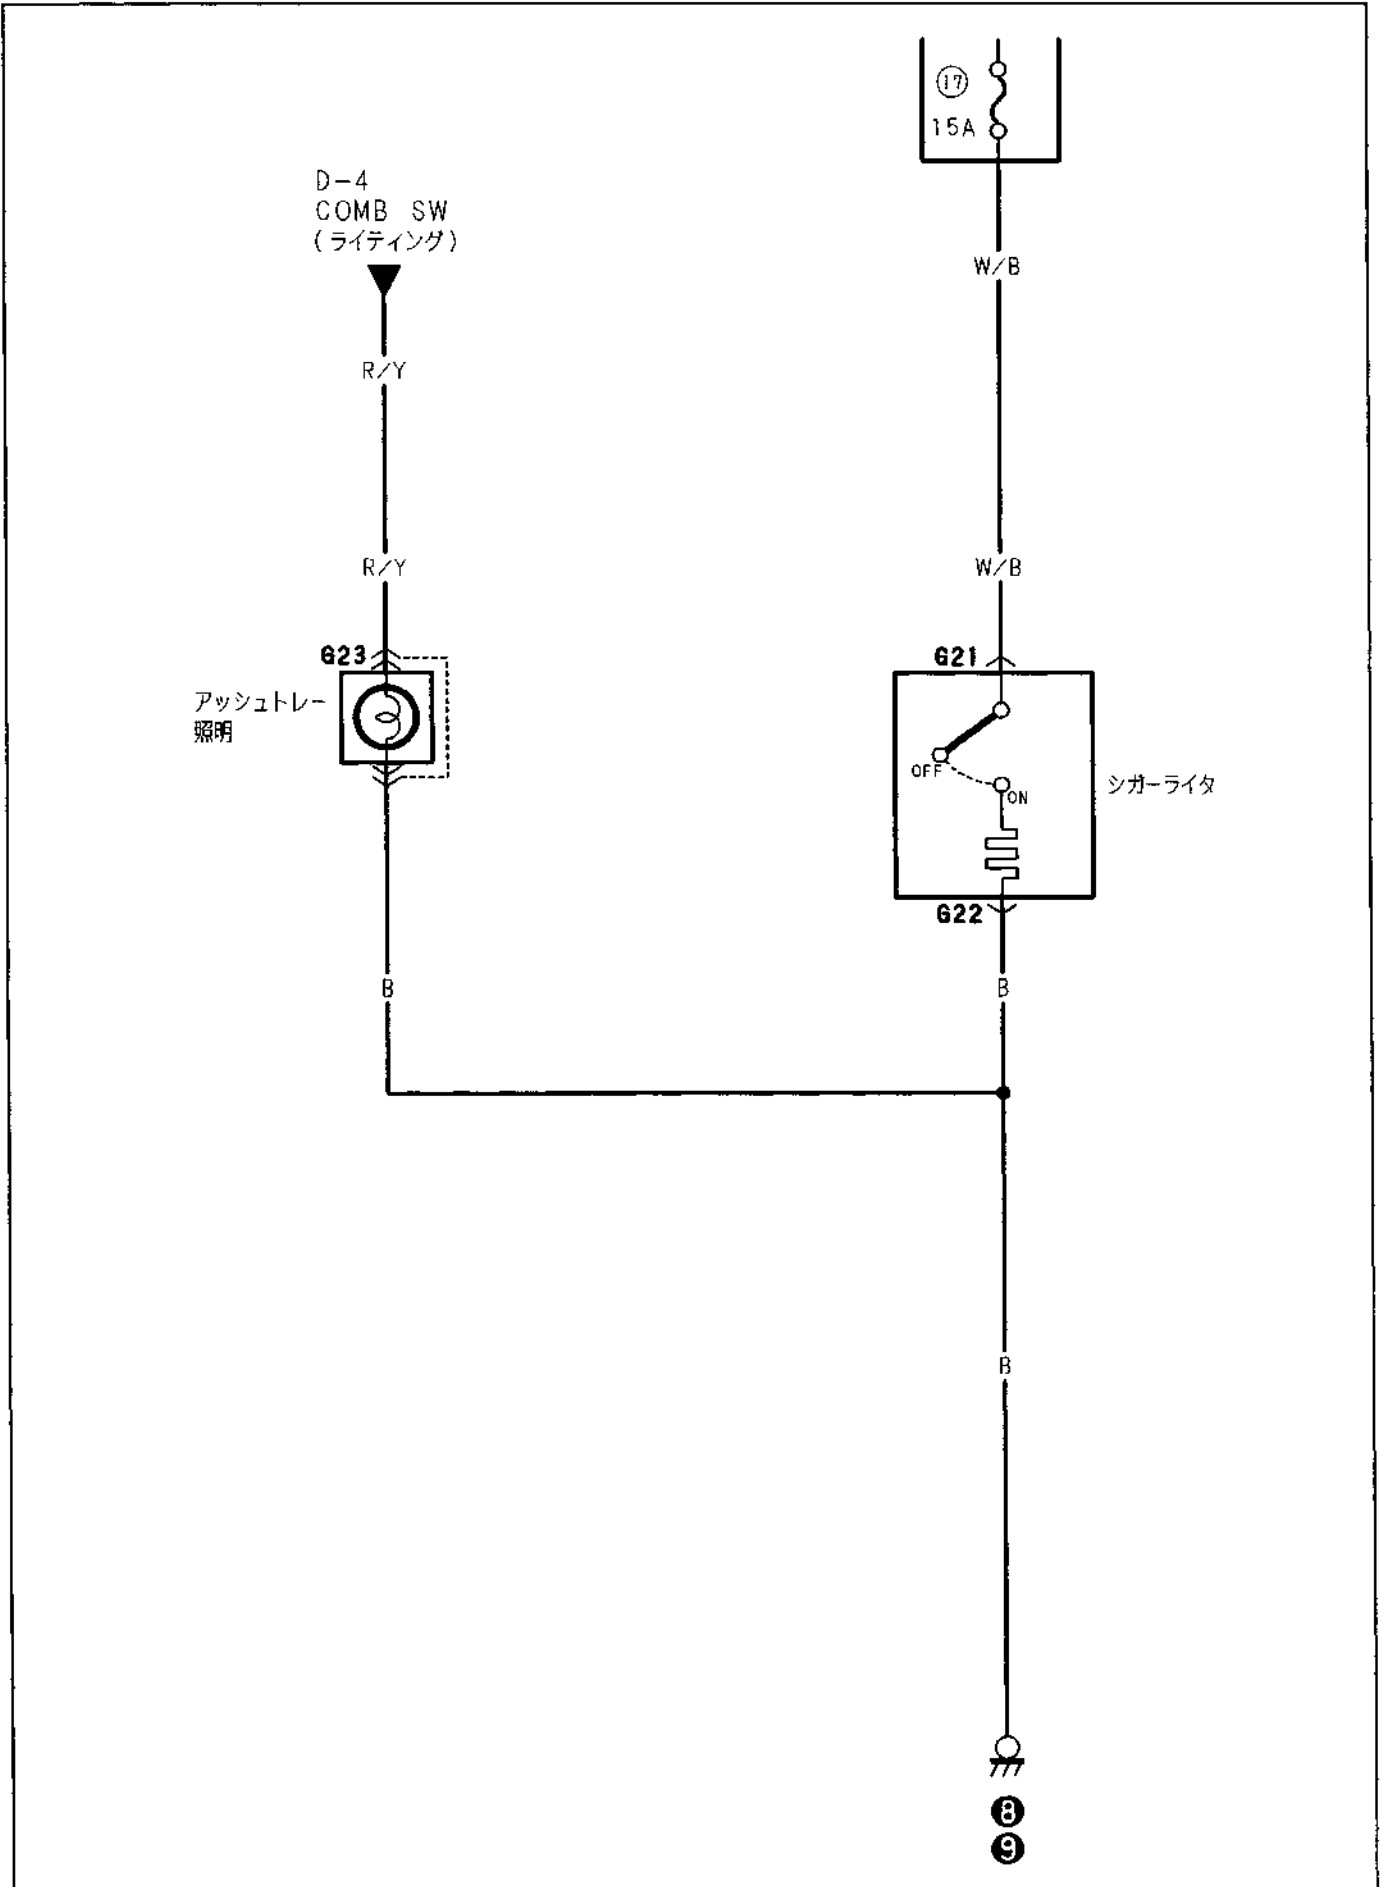 17
15A
D-4
COMB SW
(ライティング)
W/B
R/Y
R/Y
W/B
G23
G21
アッシュトレー
照明
OFF
ON
シガーライタ
G22
B
B
B
8
9